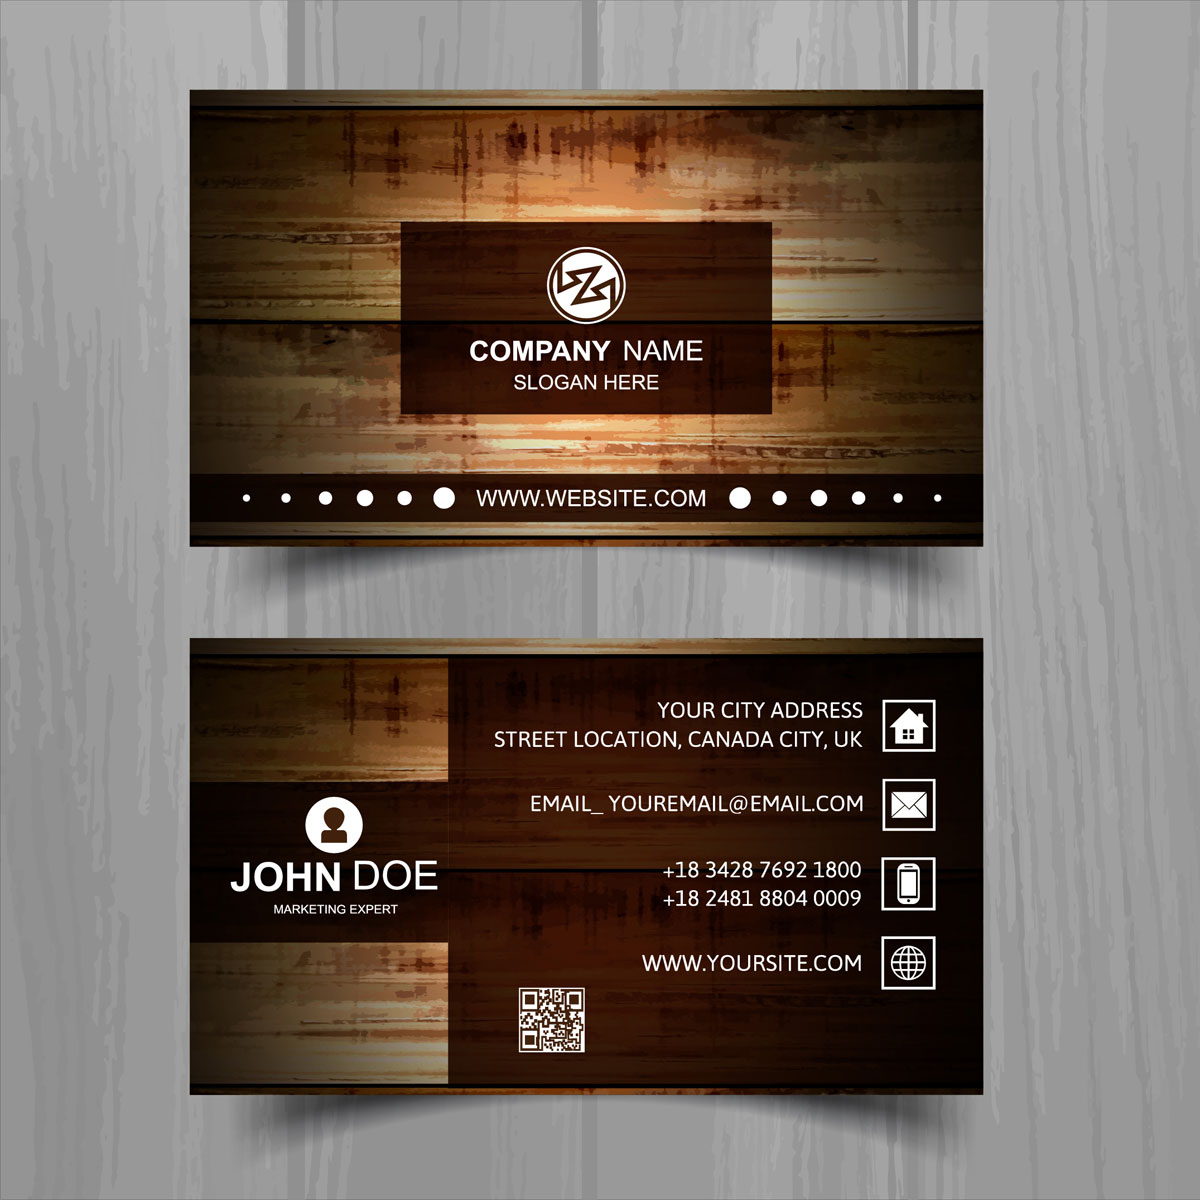 COMPANY NAME
SLOGAN HERE
WWW.WEBSITE.COM
JOHN DOE
MARKETING EXPERT
YOUR CITY ADDRESS
STREET LOCATION, CANADA CITY, UK
EMAIL_ YOUREMAIL@EMAIL.COM
+18 3428 7692 1800
+18 2481 8804 0009
WWW.YOURSITE.COM